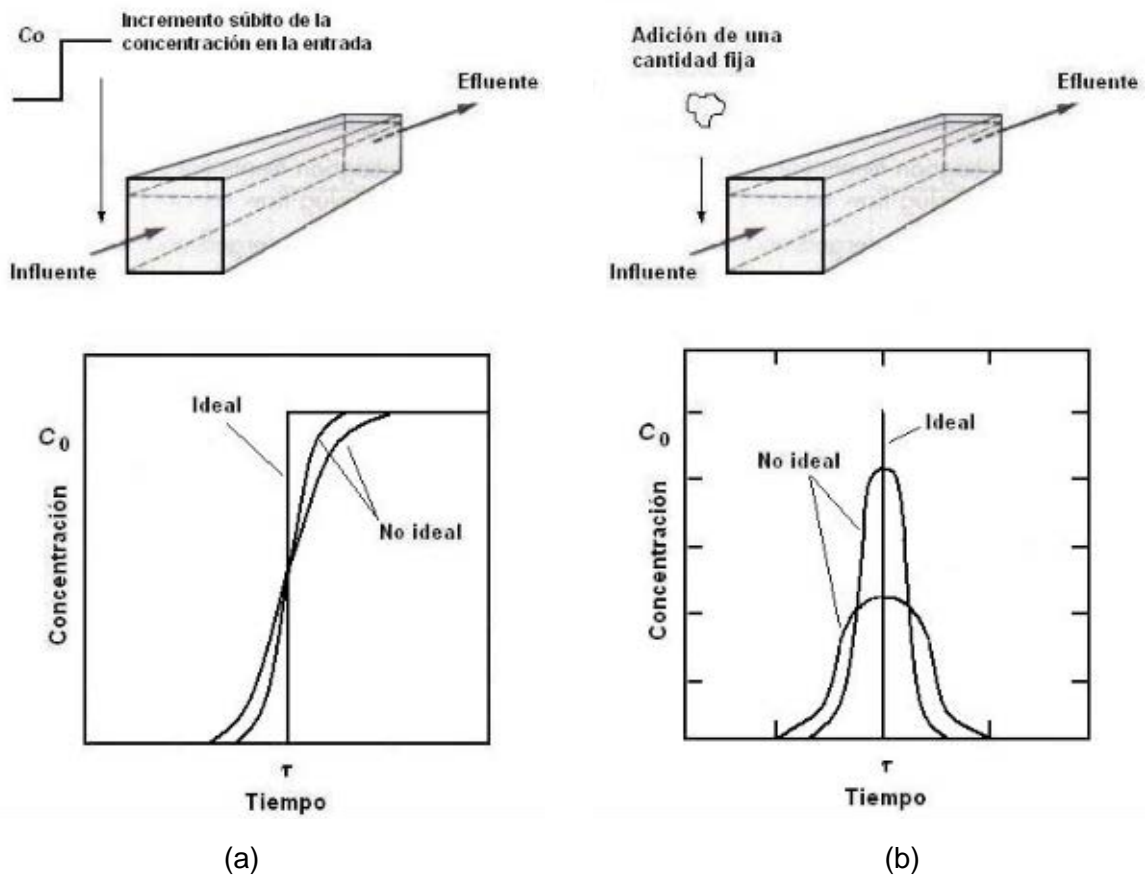 Co
Incremento súbito de la
concentración en la entrada
Efluente
Influente
Adición de una
cantidad fija
Efluente
Influente
C₀
Concentración
Ideal
No ideal
τ
Tiempo
(a)
C₀
Concentración
Ideal
No ideal
τ
Tiempo
(b)